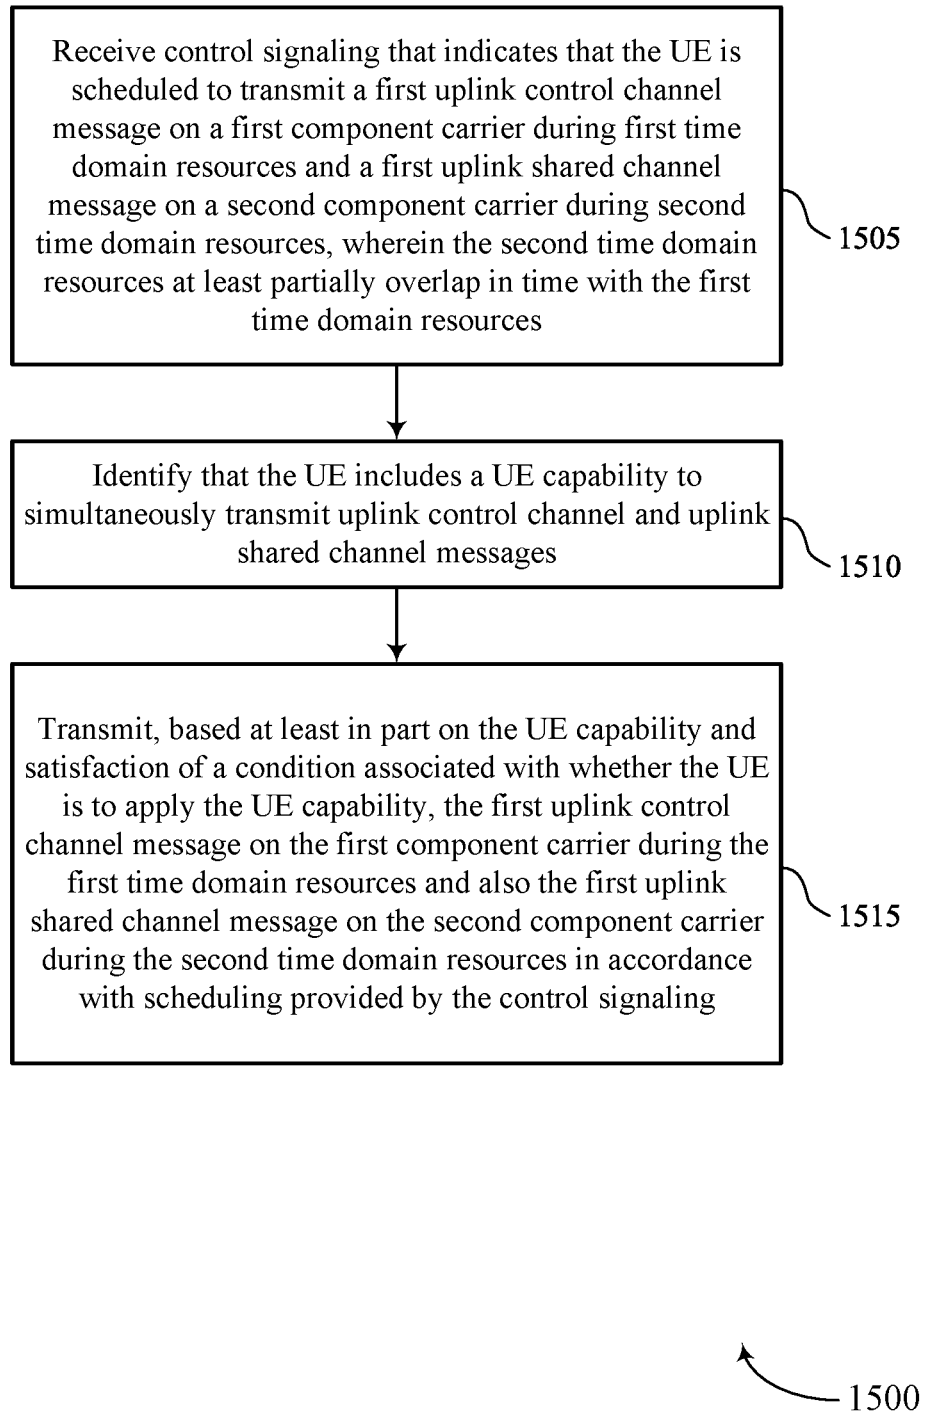 Receive control signaling that indicates that the UE is
scheduled to transmit a first uplink control channel
message on a first component carrier during first time
domain resources and a first uplink shared channel
message on a second component carrier during second
time domain resources, wherein the second time domain
resources at least partially overlap in time with the first
time domain resources
1505
Identify that the UE includes a UE capability to
simultaneously transmit uplink control channel and uplink
shared channel messages
1510
Transmit, based at least in part on the UE capability and
satisfaction of a condition associated with whether the UE
is to apply the UE capability, the first uplink control
channel message on the first component carrier during the
first time domain resources and also the first uplink
shared channel message on the second component carrier
during the second time domain resources in accordance
with scheduling provided by the control signaling
1515
1500